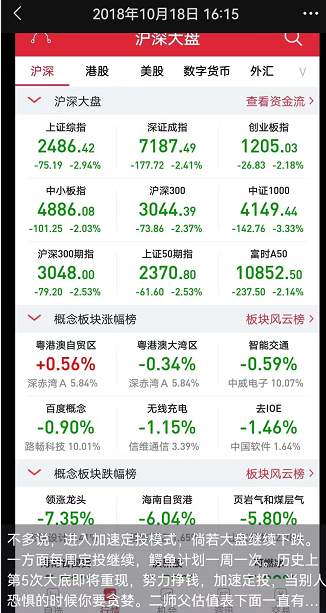 2018年10月18日 16:15
沪深大盘
沪深 港股 美股 数字货币 外汇
沪深大盘 查看资金流
上证综指 深证成指 创业板指
2486.42 7187.49 1205.03
-75.19 -2.94% -177.72 -2.41% -26.83 -2.18%
中小板指 沪深300 中证1000
4886.08 3044.39 4149.44
-101.25 -2.03% -73.86 -2.37% -142.76 -3.33%
沪深300期指 上证50期指 富时A50
3048.00 2370.80 10852.50
-79.20 -2.53% -61.60 -2.53% -237.50 -2.14%
概念板块涨幅榜 板块风云榜
粤港澳自贸区 粤港澳大湾区 智能交通
+0.56% -0.34% -0.59%
深赤湾A 5.84% 深赤湾A 5.84% 中威电子 10.07%
百度概念 无线充电 去IOE
-0.90% -1.15% -1.46%
路畅科技 10.01% 信维通信 3.39% 中国软件 1.64%
概念板块跌幅榜 板块风云榜
领涨龙头 海南自贸港 页岩气和煤层气
-7.35% -6.04% -5.80%
不多说，进入加速定投模式，倘若大盘继续下跌。
一方面每周定投继续，鳄鱼计划一周一次，历史上
第5次大底即将重现，努力挣钱，加速定投，当别人
恐惧的时候你要贪婪。二师父估值表下面一直有...